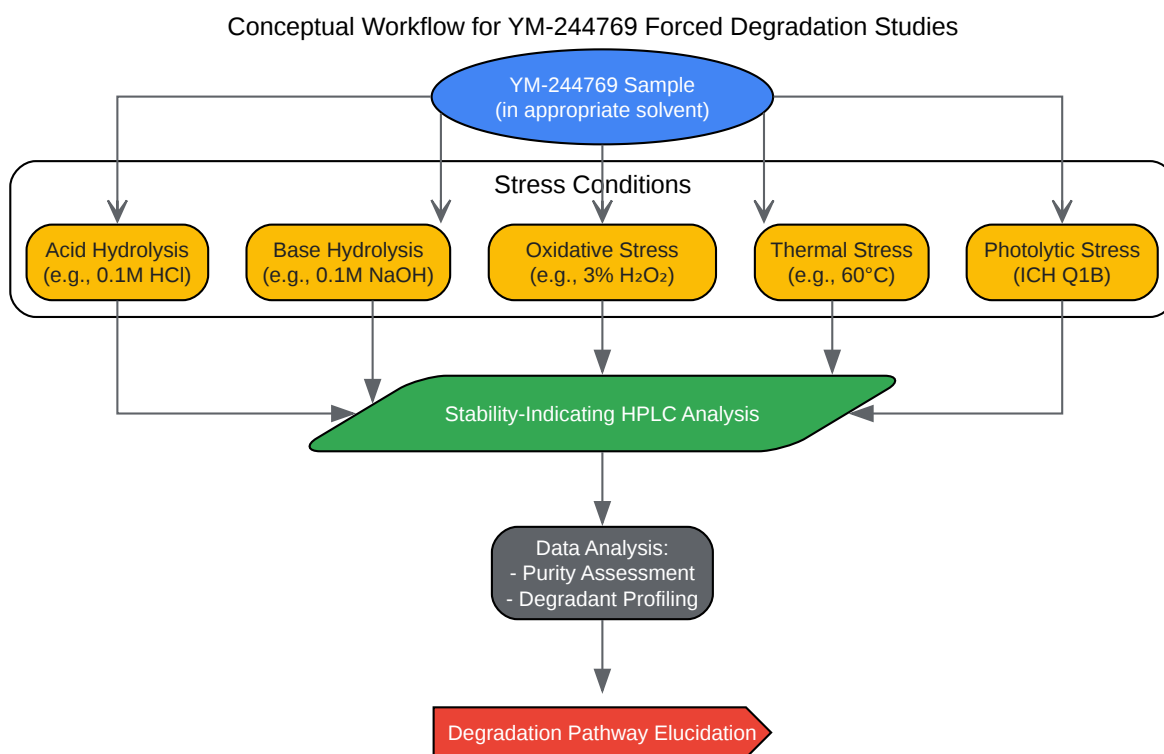 Conceptual Workflow for YM-244769 Forced Degradation Studies
YM-244769 Sample
(in appropriate solvent)
Stress Conditions
Acid Hydrolysis
(e.g., 0.1M HCl)
Base Hydrolysis
(e.g., 0.1M NaOH)
Oxidative Stress
(e.g., 3% H₂O₂)
Thermal Stress
(e.g., 60°C)
Photolytic Stress
(ICH Q1B)
Stability-Indicating HPLC Analysis
Data Analysis:
- Purity Assessment
- Degradant Profiling
Degradation Pathway Elucidation